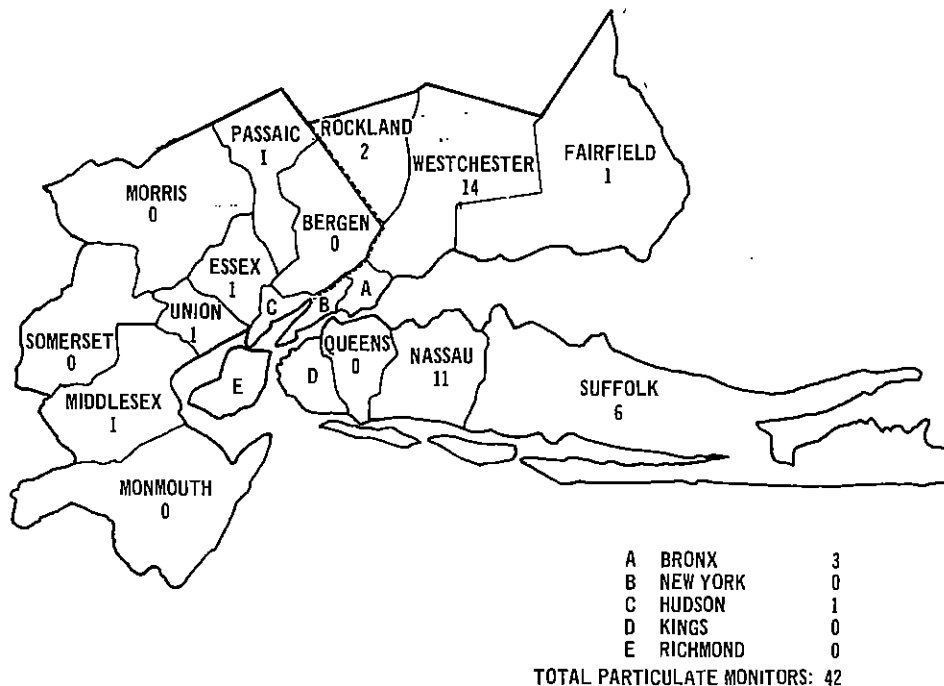 PASSAIC
1
ROCKLAND
2
WESTCHESTER
14
FAIRFIELD
1
MORRIS
0
BERGEN
0
ESSEX
1
A
B
C
UNION
1
SOMERSET
0
QUEENS
0
NASSAU
11
D
E
SUFFOLK
6
MIDDLESEX
1
MONMOUTH
0
A BRONX 3
B NEW YORK 0
C HUDSON 1
D KINGS 0
E RICHMOND 0
TOTAL PARTICULATE MONITORS: 42